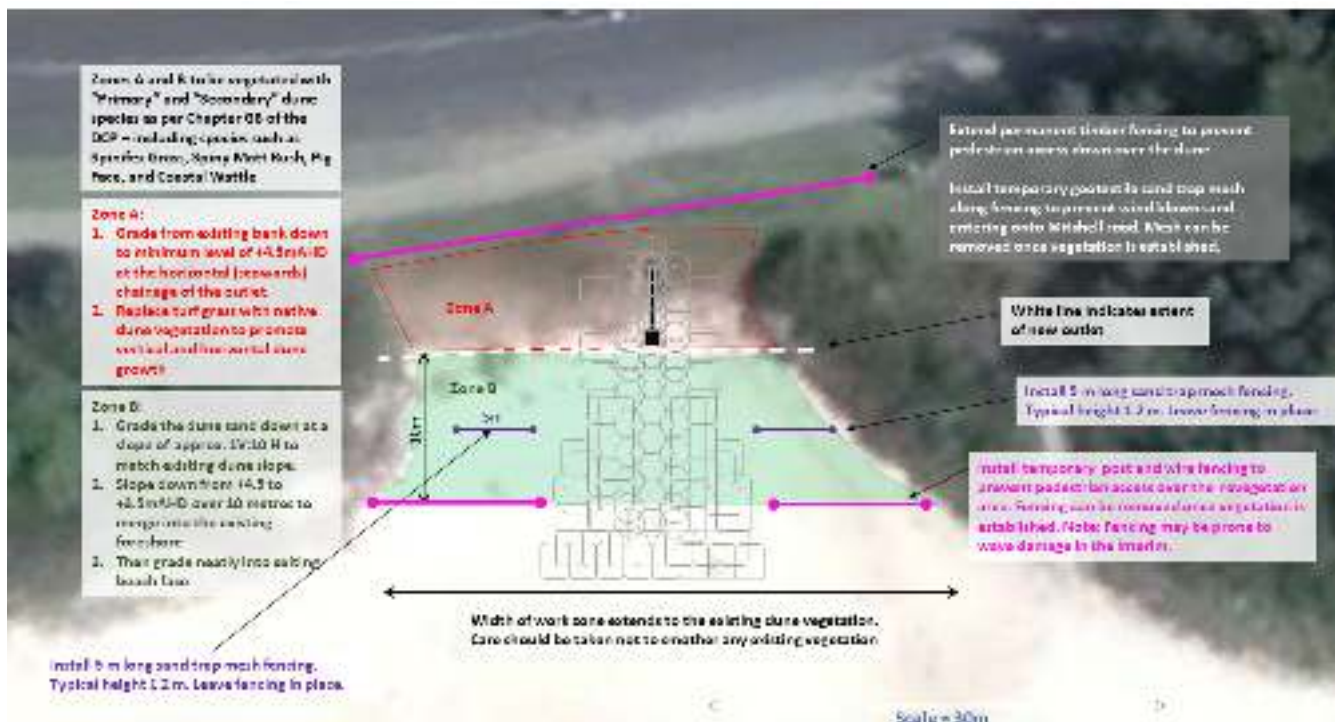 Zones A and B to be vegetated with
"Primary" and "Secondary" dune
species as per Chapter G6 of the
DCP – including species such as
Spinifex Grass, Spiny Matt Rush, Pig
Face, and Coastal Wattle
Zone A:
1. Grade from existing bank down
to minimum level of +4.5mAHD
at the horizontal (seawards)
chainage of the outlet
2. Replace turf grass with native
dune vegetation to promote
vertical and horizontal dune
growth
Zone B:
1. Grade the dune sand down at a
slope of approx. 1V:10 H to
match existing dune slope.
2. Slope down from +4.5 to
+3.5mAHD over 10 metres to
merge into the existing
foreshore
3. Then grade neatly into exiting
beach face
Install 5 m long sand trap mesh fencing.
Typical height 1.2 m. Leave fencing in place.
Zone A
Zone B
10m
5m
Width of work zone extends to the existing dune vegetation.
Care should be taken not to smother any existing vegetation
Extend permanent timber fencing to prevent
pedestrian access down over the dune
Install temporary geotextile sand trap mesh
along fencing to prevent wind blown sand
entering onto Mitchell road. Mesh can be
removed once vegetation is established.
White line indicates extent
of new outlet
Install 5 m long sand trap mesh fencing.
Typical height 1.2 m. Leave fencing in place
Install temporary post and wire fencing to
prevent pedestrian access over the revegetation
area. Fencing can be removed once vegetation is
established. Note: Fencing may be prone to
wave damage in the interim.
Scale = 30m